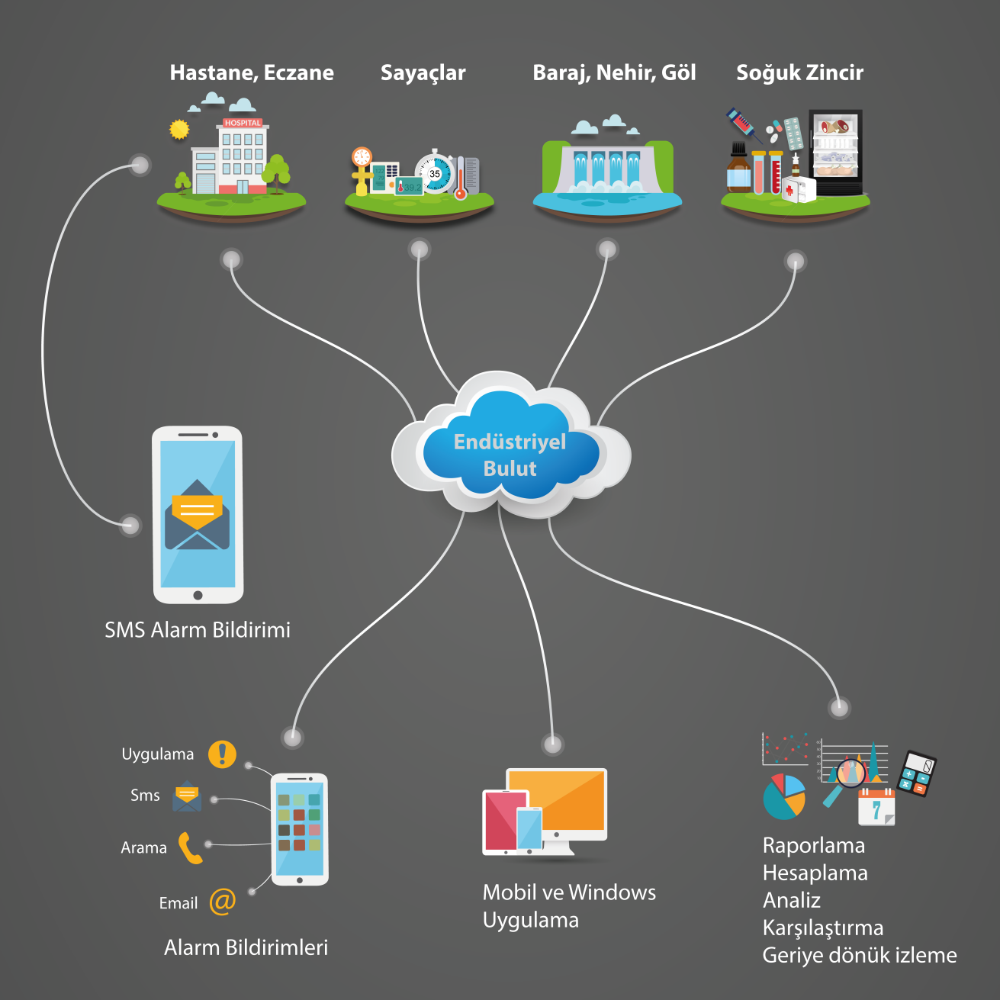 Hastane, Eczane
Sayaçlar
Baraj, Nehir, Göl
Soğuk Zincir
HOSPITAL
35
39.2
Endüstriyel
Bulut
SMS Alarm Bildirimi
Uygulama
Sms
Arama
Email
@
Alarm Bildirimleri
Mobil ve Windows
Uygulama
7
Raporlama
Hesaplama
Analiz
Karşılaştırma
Geriye dönük izleme